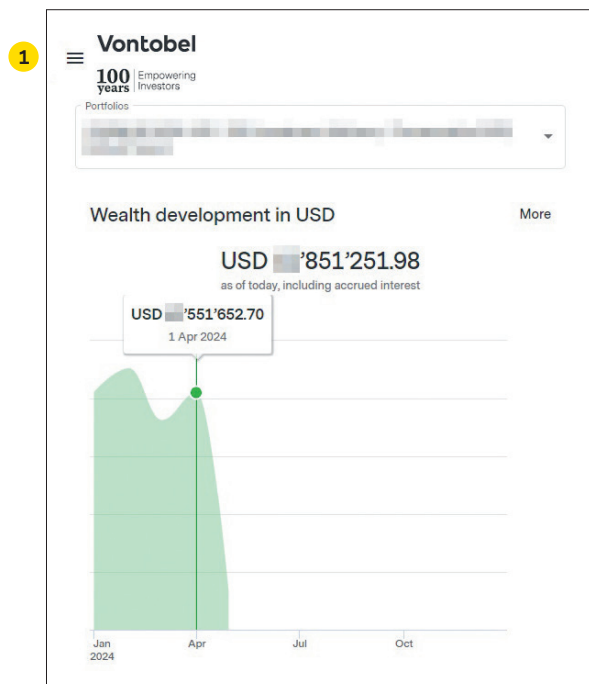 1
Vontobel
100 years
Empowering
Investors
Portfolios
Wealth development in USD
More
USD ’851’251.98
as of today, including accrued interest
USD ’551’652.70
1 Apr 2024
Jan
2024
Apr
Jul
Oct